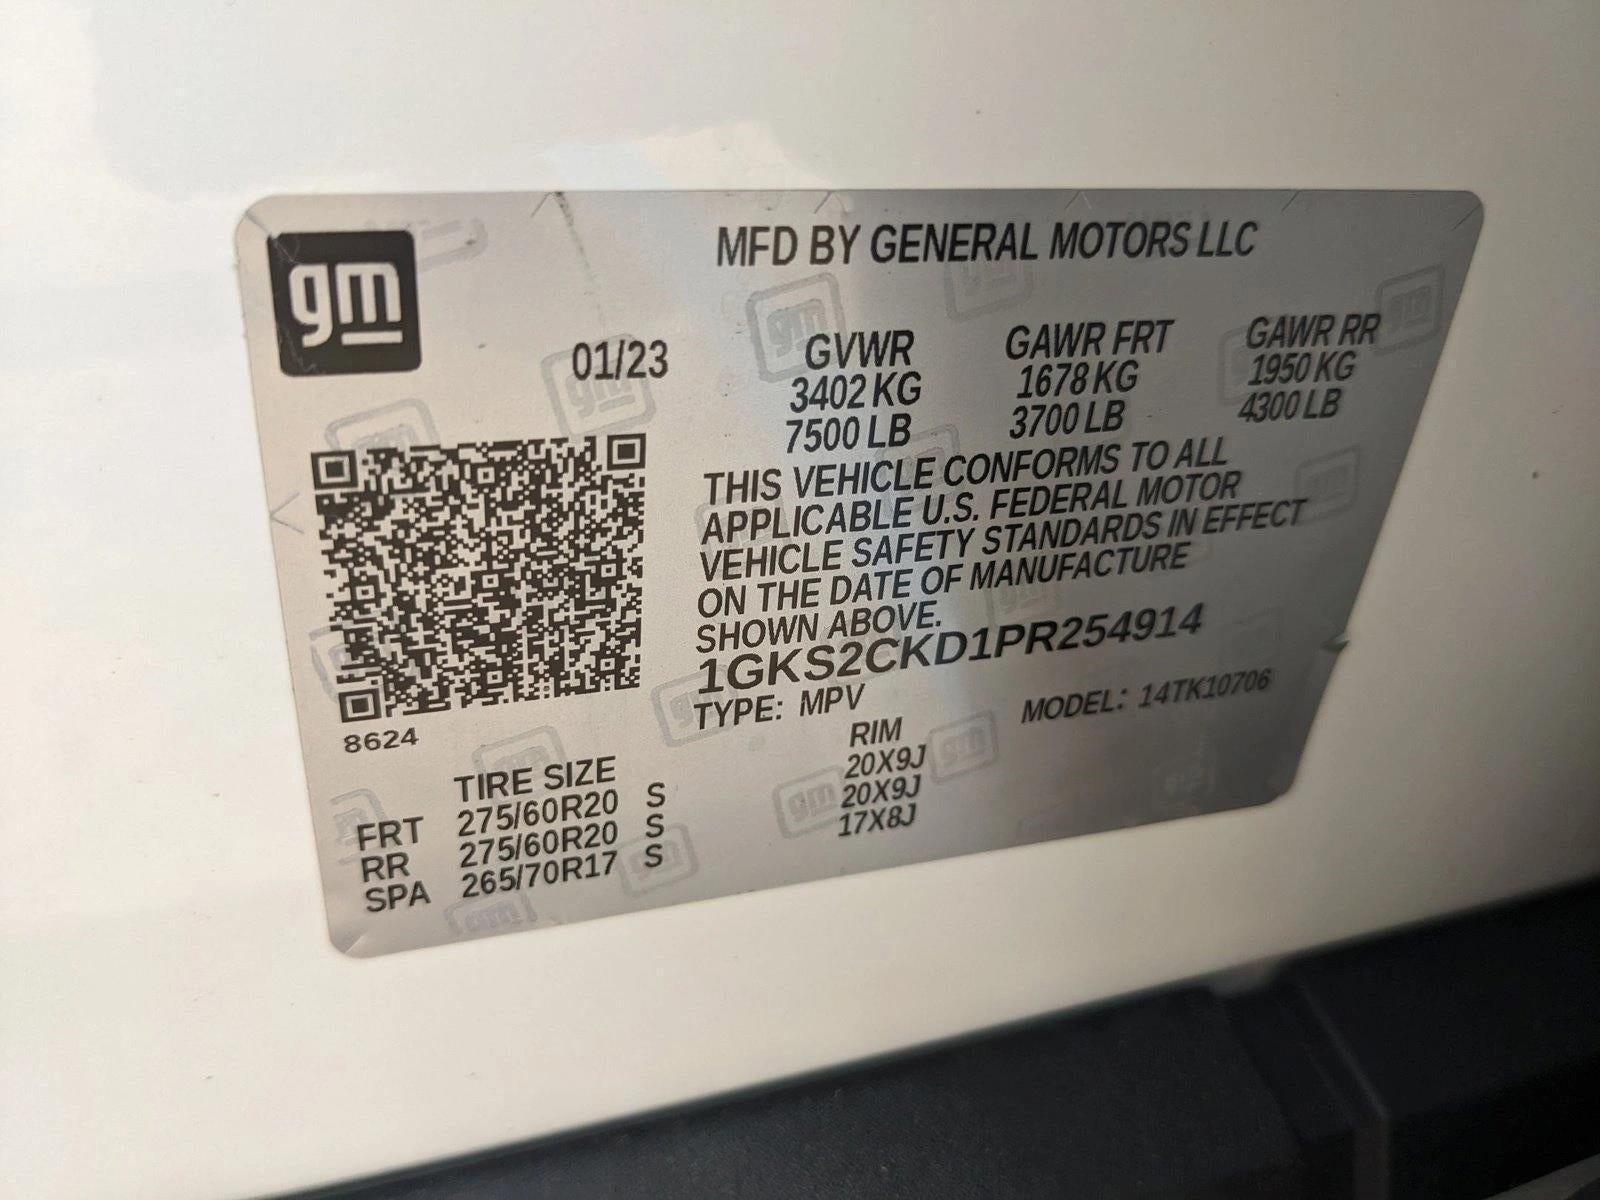 gm
MFD BY GENERAL MOTORS LLC
01/23
GVWR GAWR FRT GAWR RR
3402 KG 1678 KG 1950 KG
7500 LB 3700 LB 4300 LB
THIS VEHICLE CONFORMS TO ALL
APPLICABLE U.S. FEDERAL MOTOR
VEHICLE SAFETY STANDARDS IN EFFECT
ON THE DATE OF MANUFACTURE
SHOWN ABOVE.
1GKS2CKD1PR254914
TYPE: MPV MODEL: 14TK10706
8624
TIRE SIZE RIM
FRT 275/60R20 S 20X9J
RR 275/60R20 S 20X9J
SPA 265/70R17 S 17X8J